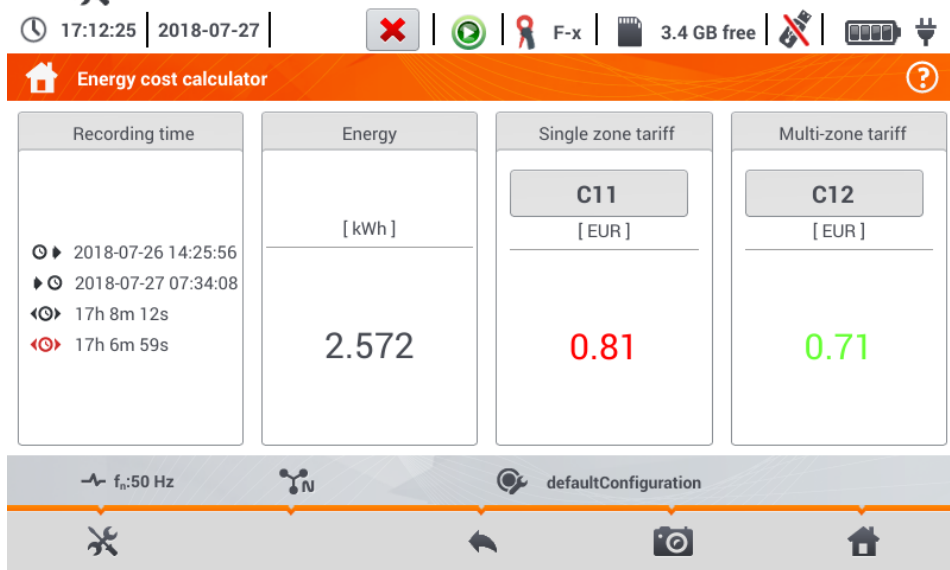 17:12:25 2018-07-27 F-x 3.4 GB free
Energy cost calculator ?
Recording time Energy Single zone tariff Multi-zone tariff
C11 C12
[ kWh ] [ EUR ] [ EUR ]
2018-07-26 14:25:56
2018-07-27 07:34:08
17h 8m 12s
17h 6m 59s
2.572 0.81 0.71
fn:50 Hz N defaultConfiguration